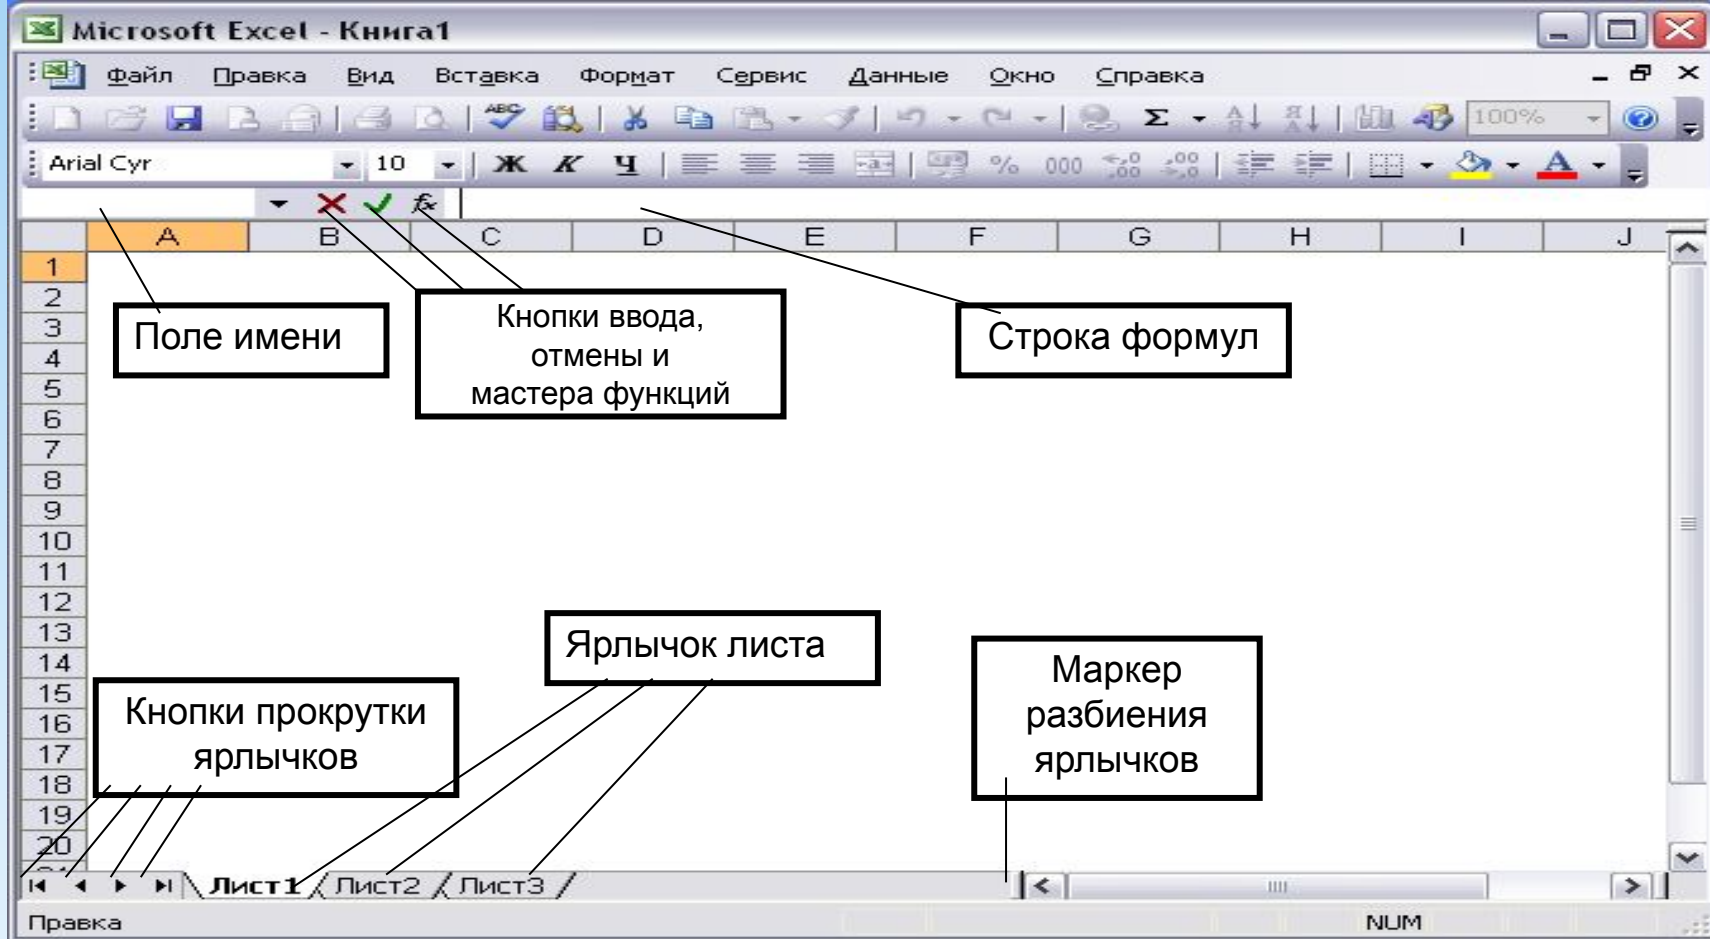 Microsoft Excel - Книга1
Файл Правка Вид Вставка Формат Сервис Данные Окно Справка
ABC Σ 100%
Arial Cyr 10 Ж К Ч % 000
fx
A B C D E F G H I J
1
2
3
4
5
6
7
8
9
10
11
12
13
14
15
16
17
18
19
20
Поле имени
Кнопки ввода,
отмены и
мастера функций
Строка формул
Ярлычок листа
Кнопки прокрутки
ярлычков
Маркер
разбиения
ярлычков
Лист1 Лист2 Лист3
Правка NUM